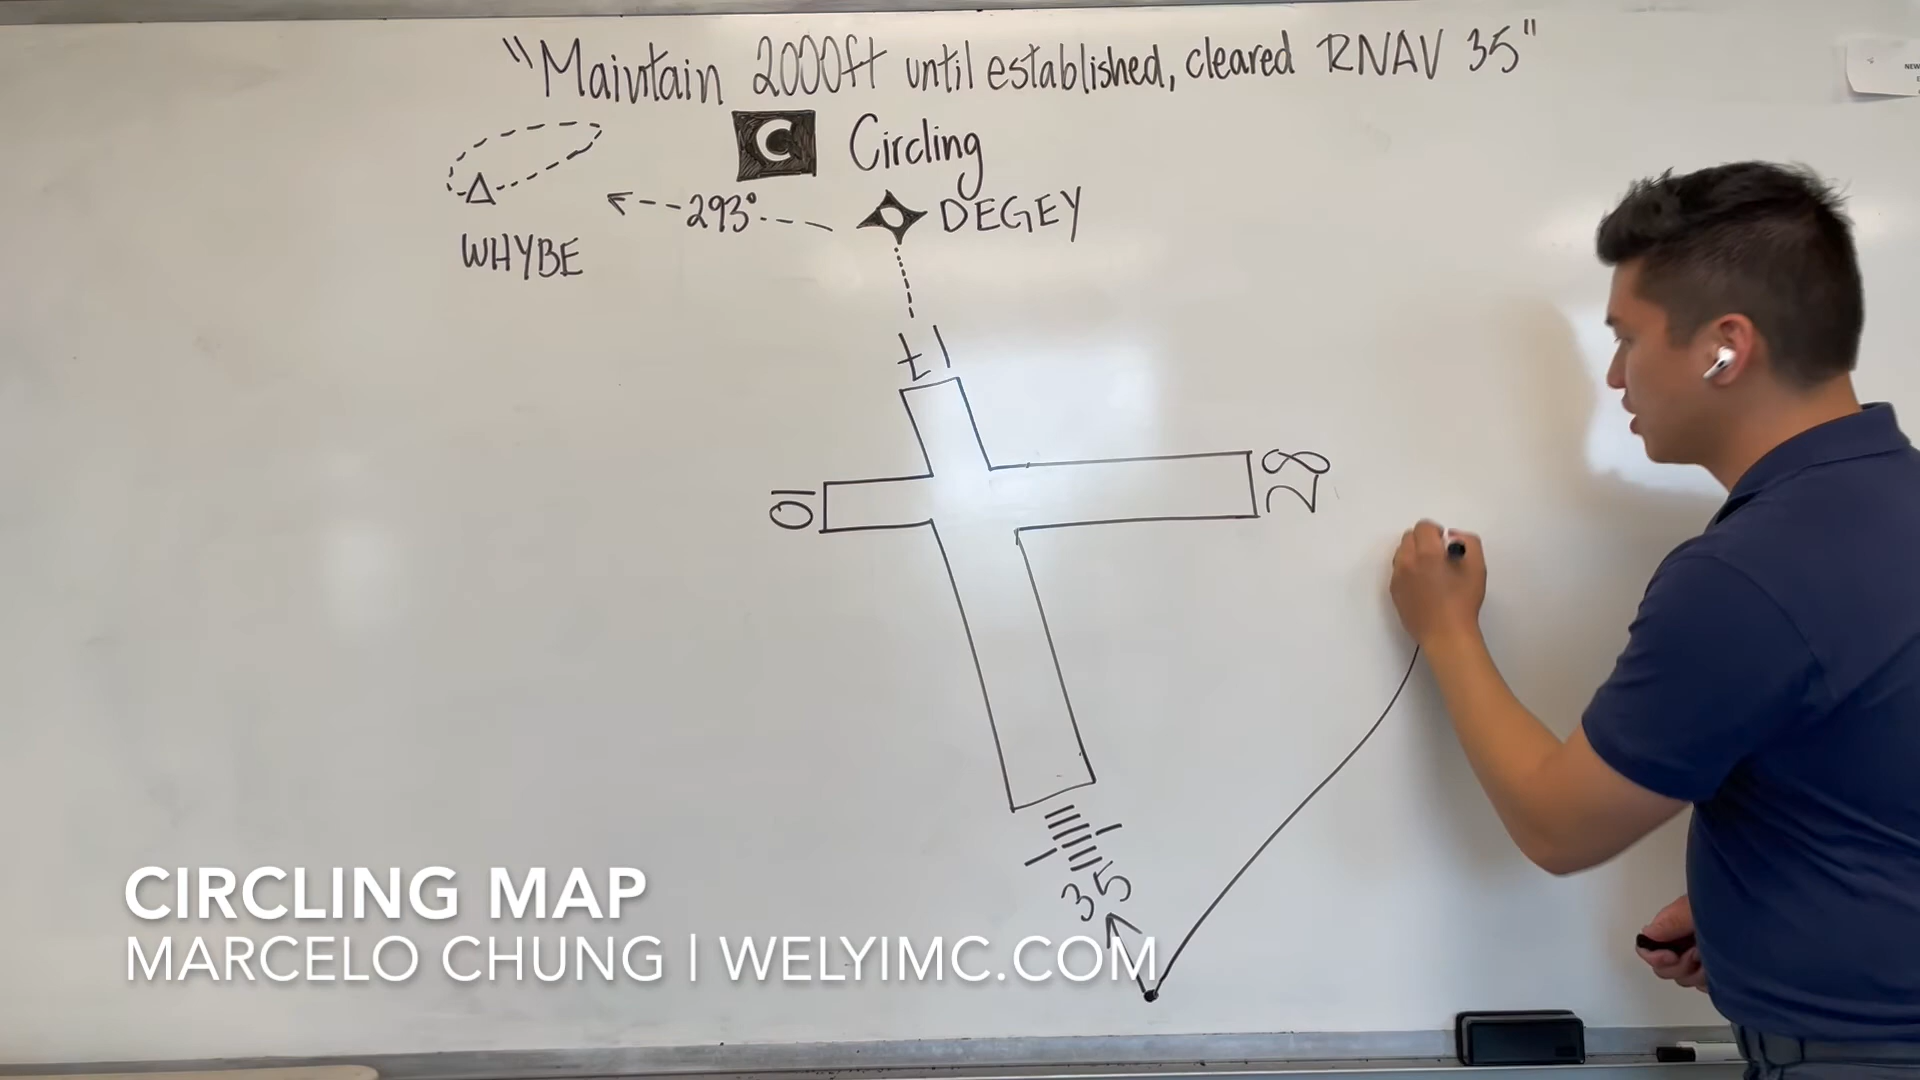 "Maintain 2000ft until established, cleared RNAV 35"
C Circling
293° DEGEY
WHYBE
17
10
28
35
CIRCLING MAP
MARCELO CHUNG | WELYIMC.COM